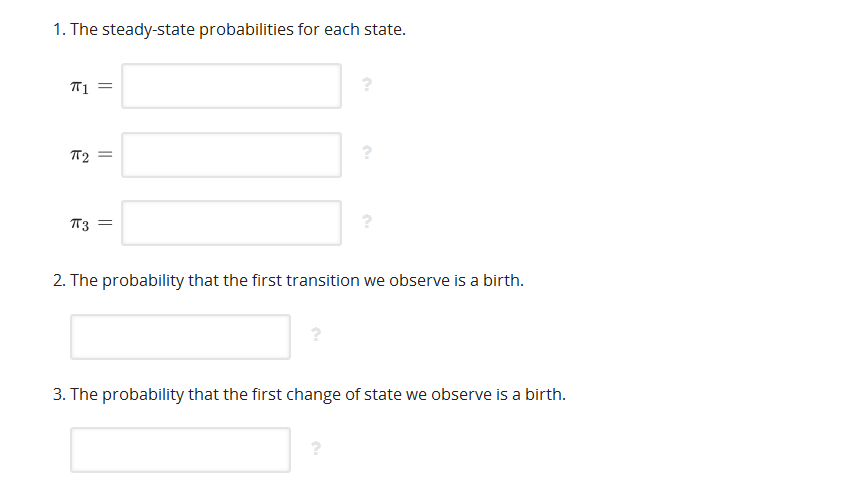 1. The steady-state probabilities for each state.
π1 =
?
π2 =
?
π3 =
?
2. The probability that the first transition we observe is a birth.
?
3. The probability that the first change of state we observe is a birth.
?